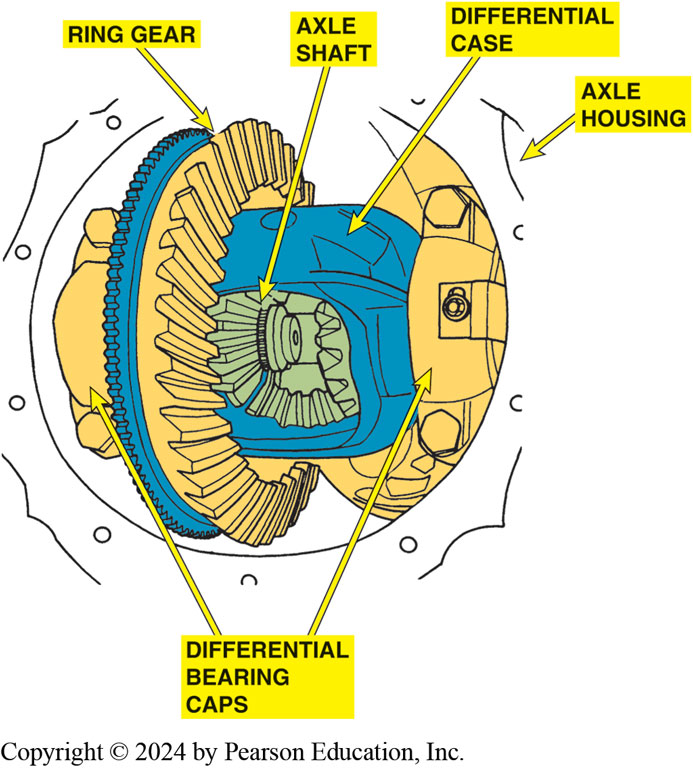 RING GEAR
AXLE
SHAFT
DIFFERENTIAL
CASE
AXLE
HOUSING
DIFFERENTIAL
BEARING
CAPS
Copyright © 2024 by Pearson Education, Inc.